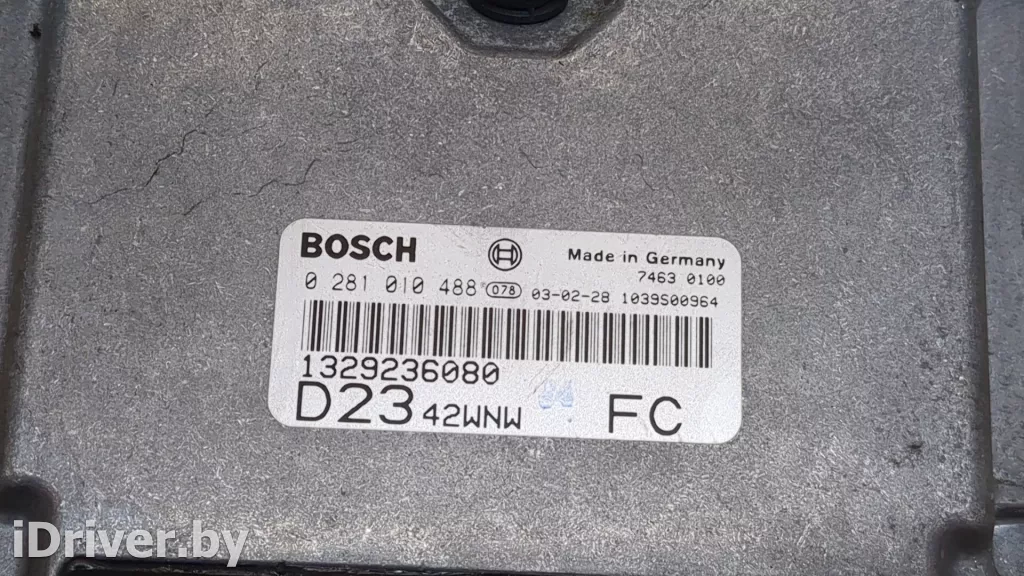 BOSCH
Made in Germany
7463 0100
0 281 010 488 078 03-02-28 1039S00964
1329236080
D23 42WNW FC
iDriver.by